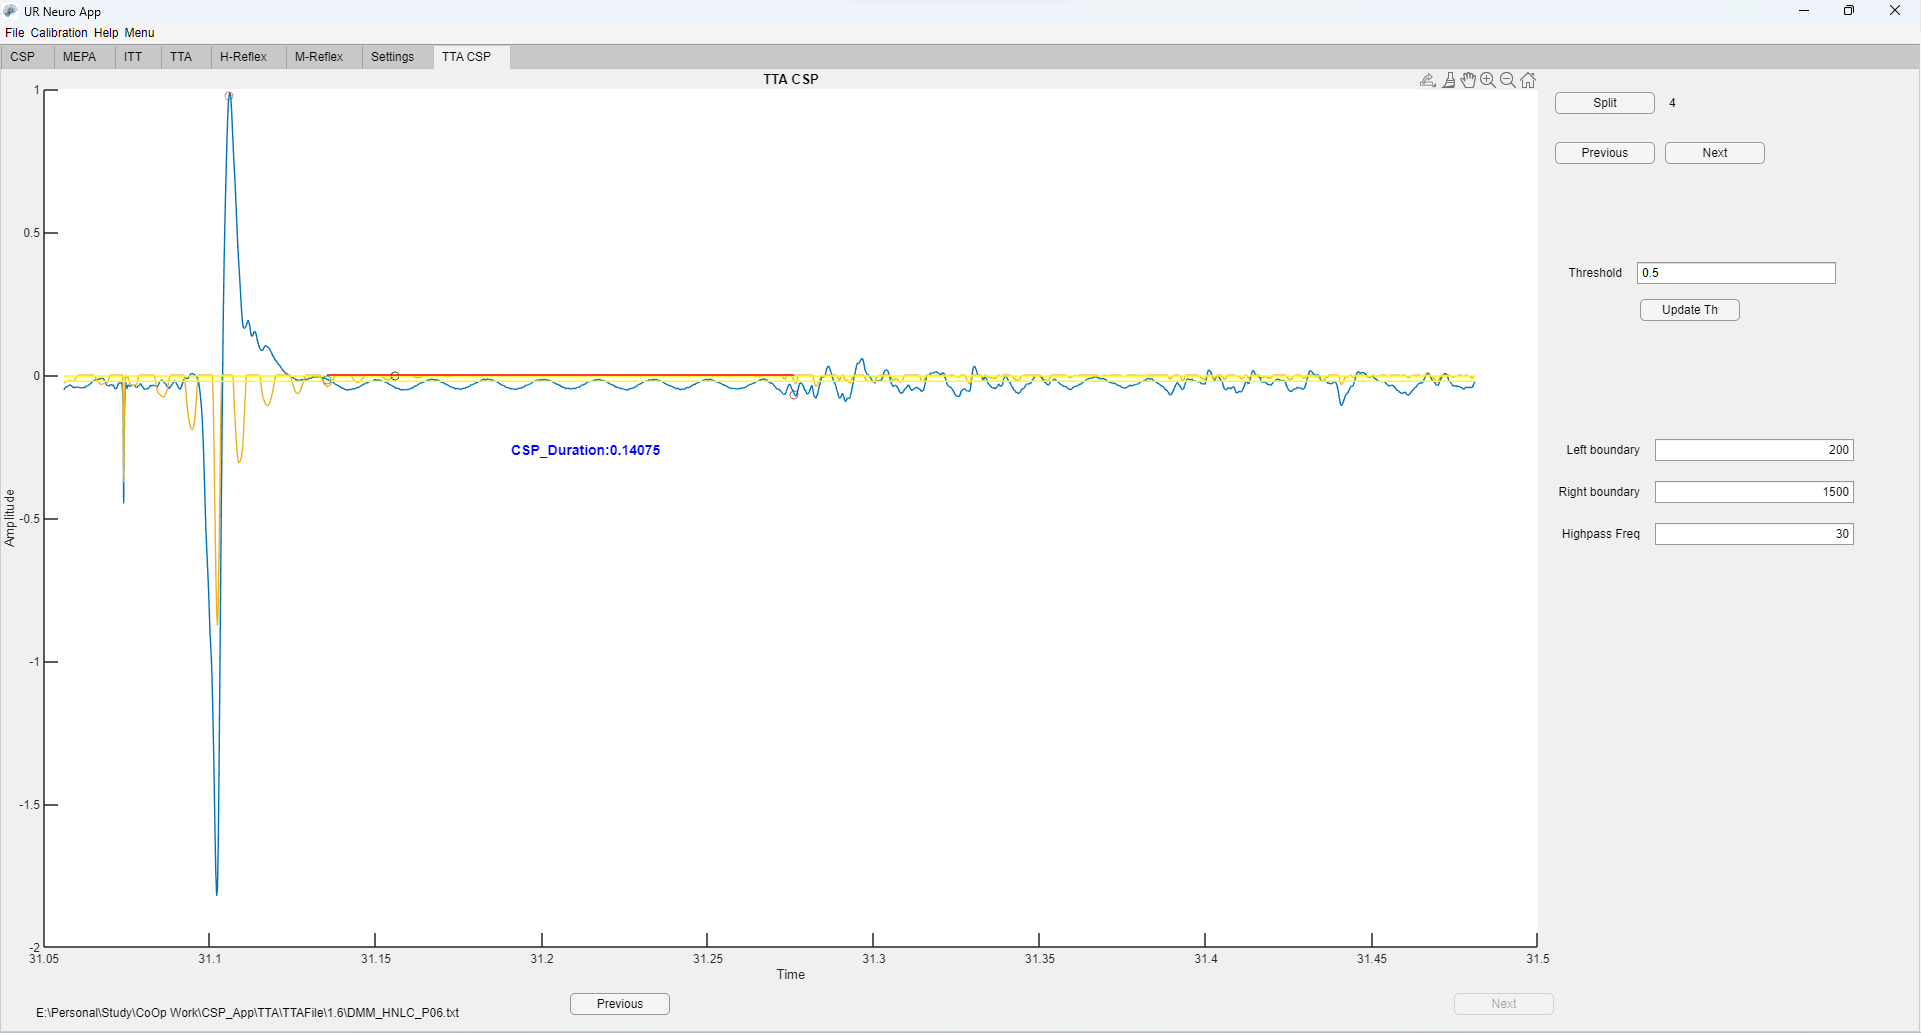 UR Neuro App
File Calibration Help Menu
CSP MEPA ITT TTA H-Reflex M-Reflex Settings TTA CSP
TTA CSP
1
0.5
0
-0.5
-1
-1.5
-2
Amplitude
CSP_Duration:0.14075
31.05 31.1 31.15 31.2 31.25 31.3 31.35 31.4 31.45 31.5
Time
Split 4
Previous Next
Threshold 0.5
Update Th
Left boundary 200
Right boundary 1500
Highpass Freq 30
E:\Personal\Study\CoOp Work\CSP_App\TTA\TTAFile\1.6\DMM_HNLC_P06.txt
Previous
Next